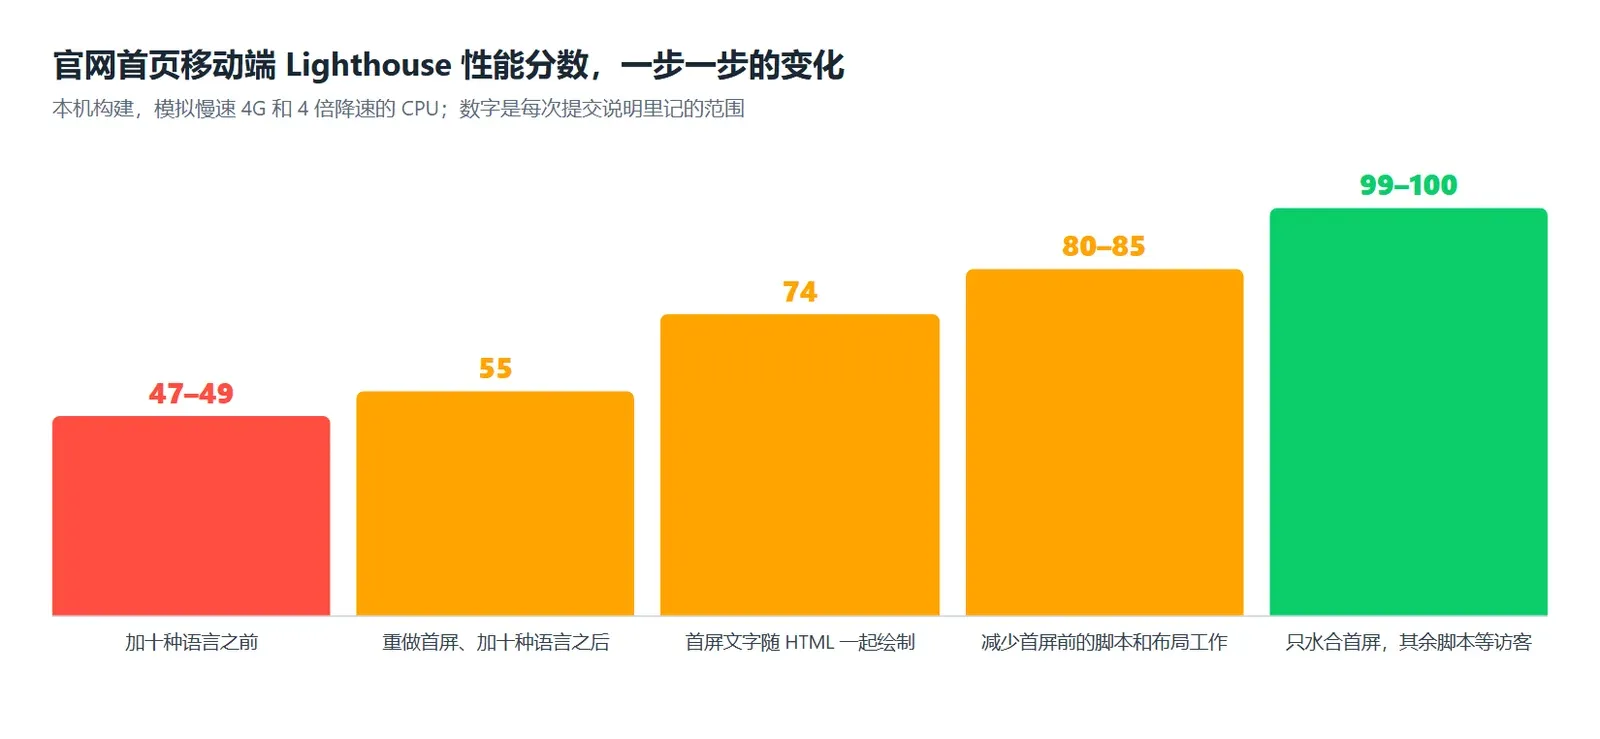 官网首页移动端 Lighthouse 性能分数，一步一步的变化
本机构建，模拟慢速 4G 和 4 倍降速的 CPU；数字是每次提交说明里记的范围
47–49
55
74
80–85
99–100
加十种语言之前
重做首屏、加十种语言之后
首屏文字随 HTML 一起绘制
减少首屏前的脚本和布局工作
只水合首屏，其余脚本等访客